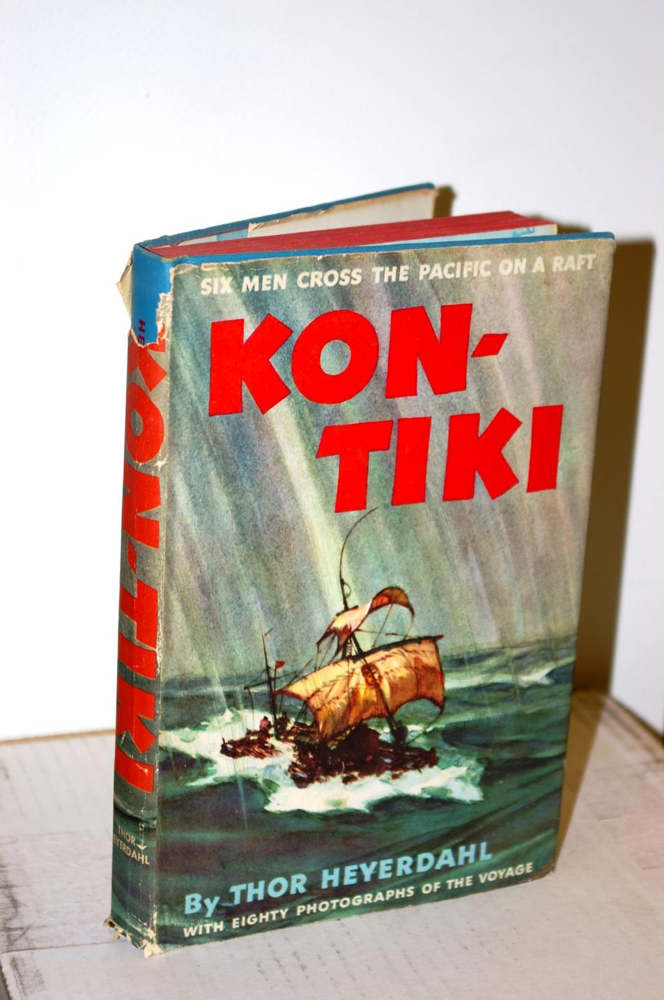 SIX MEN CROSS THE PACIFIC ON A RAFT
KON-
TIKI
By THOR HEYERDAHL
WITH EIGHTY PHOTOGRAPHS OF THE VOYAGE
HE
KON-TIKI
THOR
HEYERDAHL